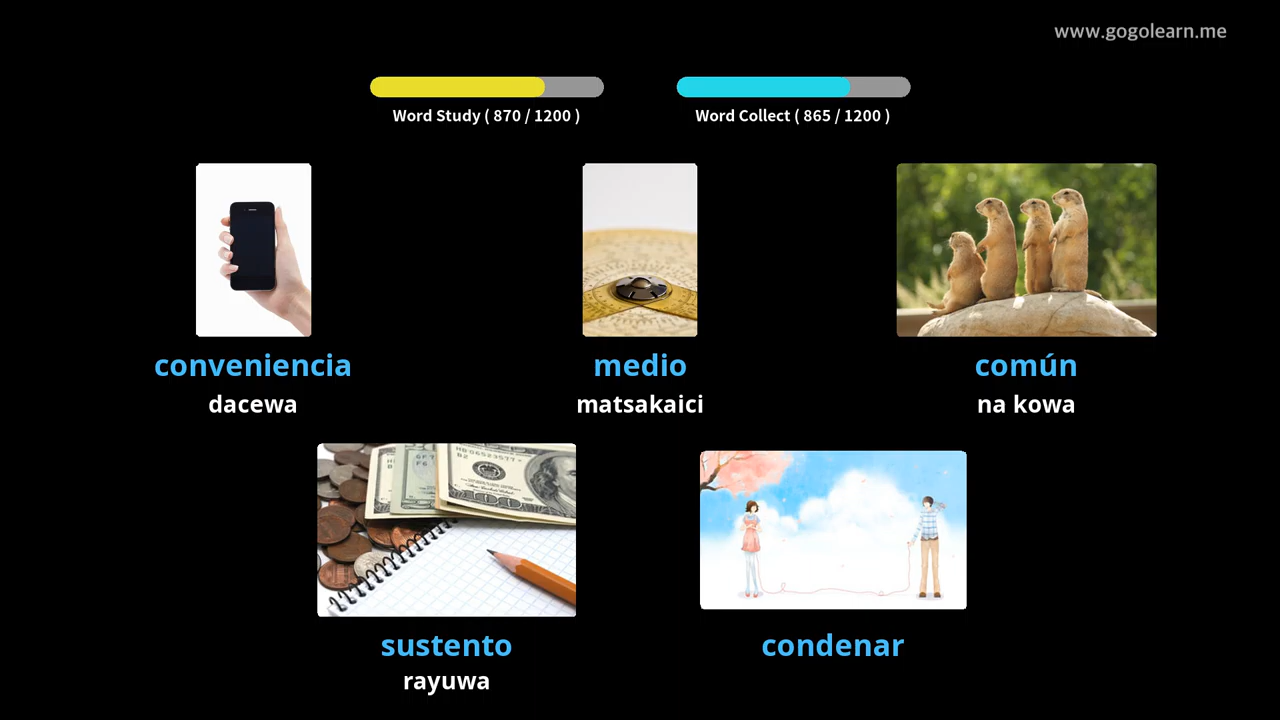 www.gogolearn.me
Word Study ( 870 / 1200 )
Word Collect ( 865 / 1200 )
conveniencia
dacewa
medio
matsakaici
común
na kowa
sustento
rayuwa
condenar